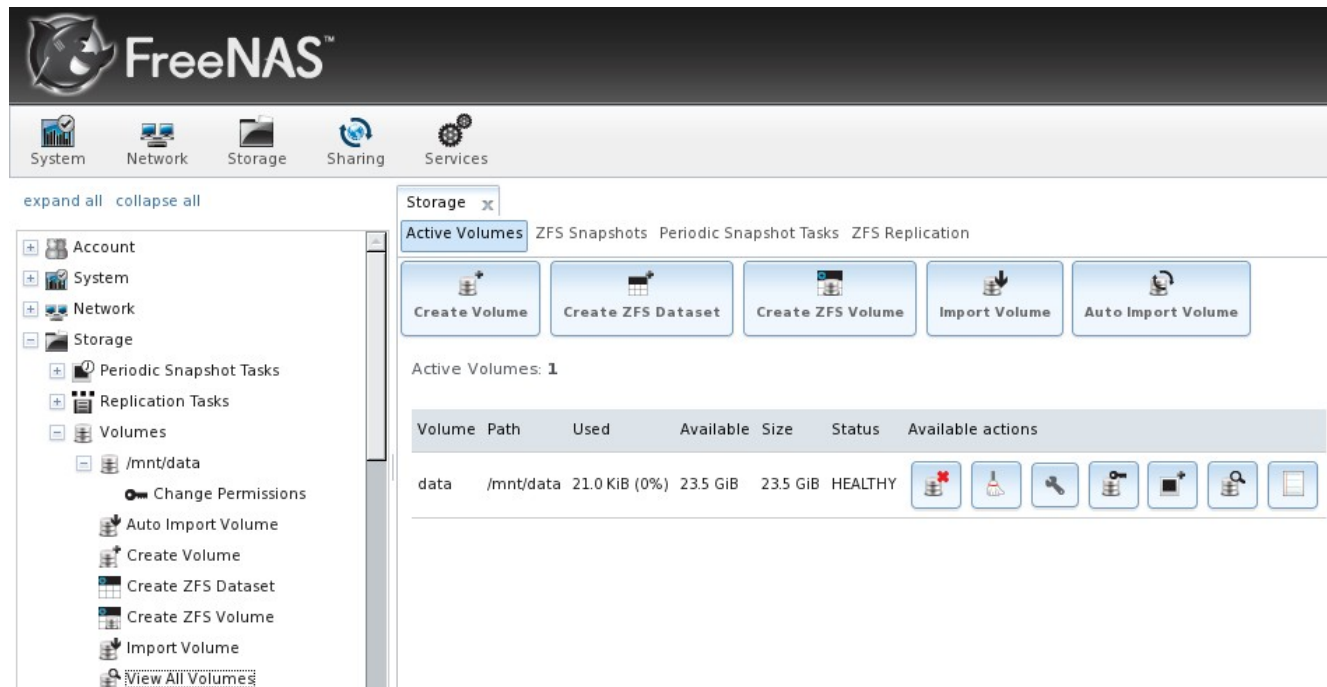 FreeNAS™
System Network Storage Sharing Services
expand all collapse all
Account
System
Network
Storage
Periodic Snapshot Tasks
Replication Tasks
Volumes
/mnt/data
Change Permissions
Auto Import Volume
Create Volume
Create ZFS Dataset
Create ZFS Volume
Import Volume
View All Volumes
Storage x
Active Volumes ZFS Snapshots Periodic Snapshot Tasks ZFS Replication
Create Volume Create ZFS Dataset Create ZFS Volume Import Volume Auto Import Volume
Active Volumes: 1
Volume Path Used Available Size Status Available actions
data /mnt/data 21.0 KiB (0%) 23.5 GiB 23.5 GiB HEALTHY